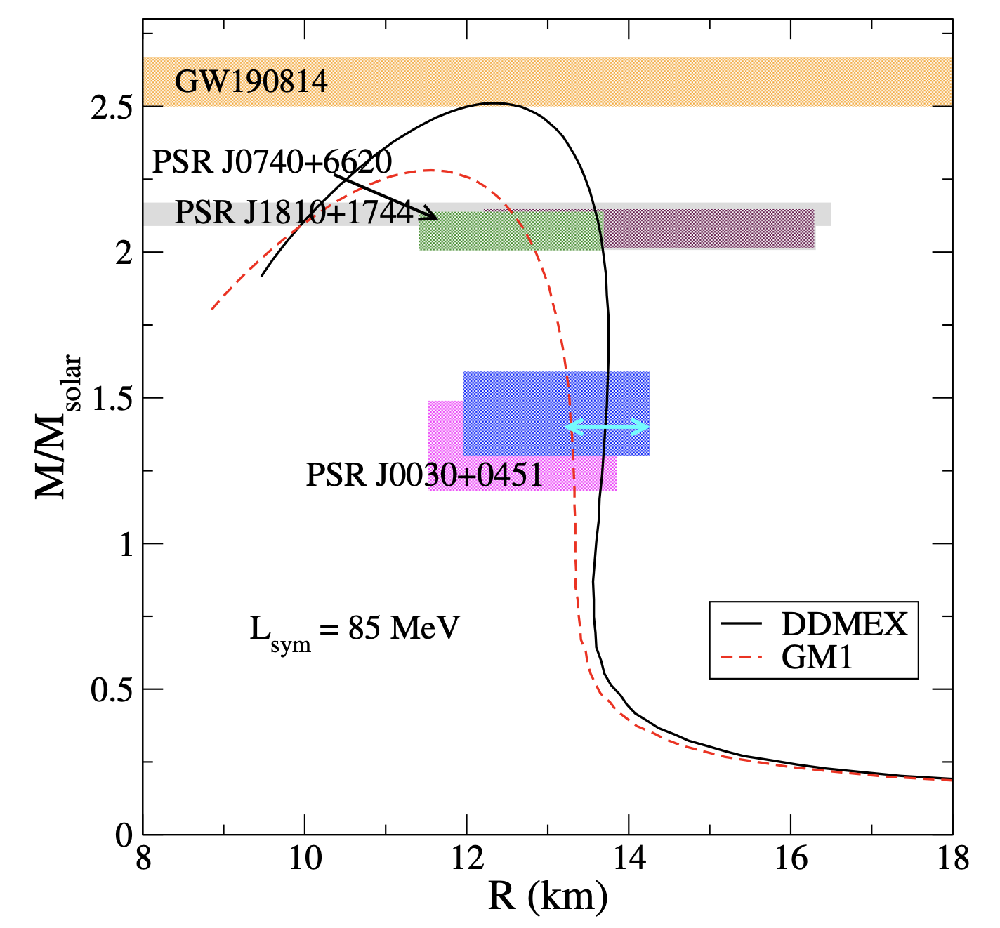 GW190814
2.5
PSR J0740+6620
PSR J1810+1744
2
M/M_solar
1.5
PSR J0030+0451
1
L_sym = 85 MeV
DDMEX
GM1
0.5
0
8 10 12 14 16 18
R (km)